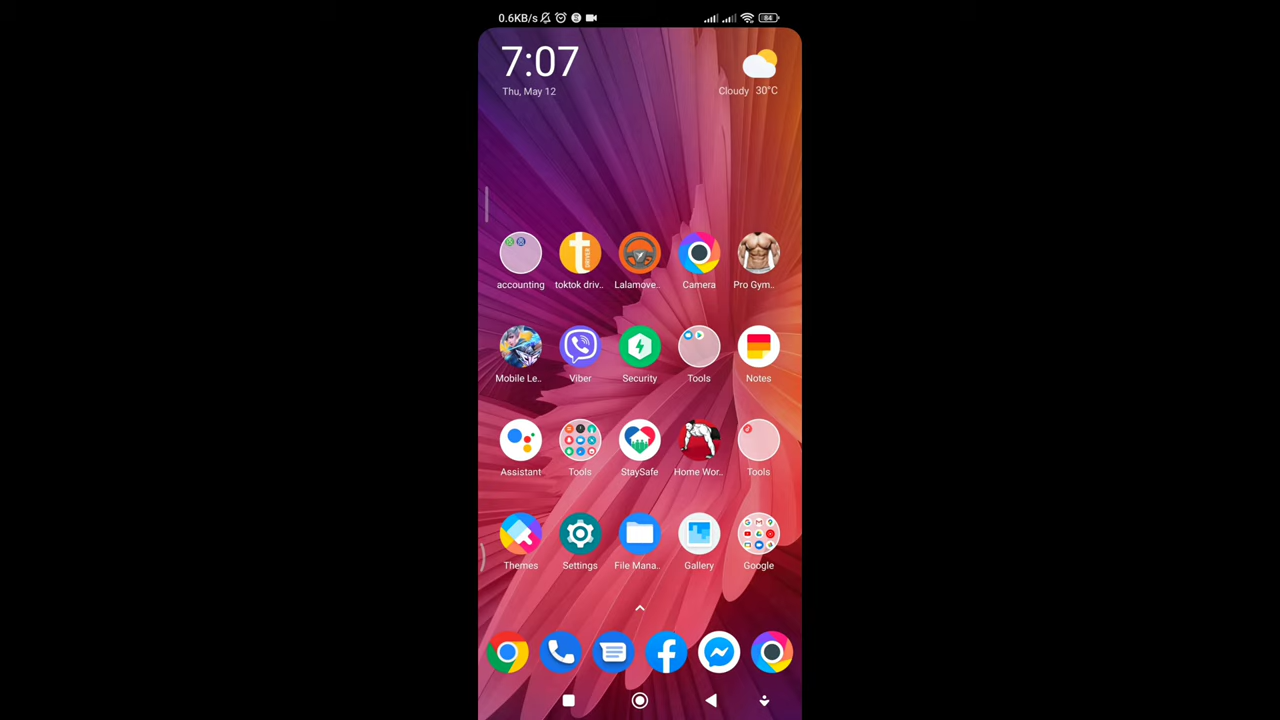 0.6KB/s 84
7:07
Thu, May 12
Cloudy 30°C
accounting toktok driv.. Lalamove.. Camera Pro Gym..
Mobile Le.. Viber Security Tools Notes
Assistant Tools StaySafe Home Wor.. Tools
Themes Settings File Mana.. Gallery Google